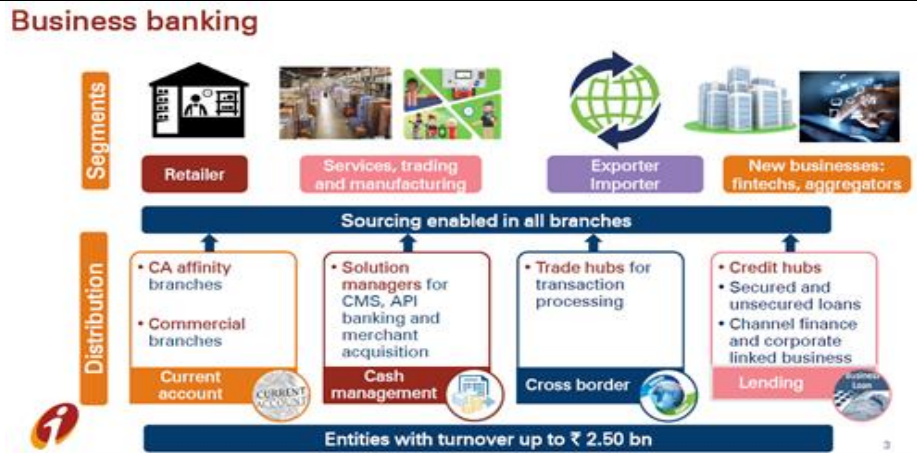 Business banking
Segments
Retailer
Services, trading
and manufacturing
Exporter
Importer
New businesses:
fintechs, aggregators
Sourcing enabled in all branches
Distribution
• CA affinity
branches
• Commercial
branches
Current
account
CURRENT
ACCOUNT
• Solution
managers for
CMS, API
banking and
merchant
acquisition
Cash
management
• Trade hubs for
transaction
processing
Cross border
• Credit hubs
• Secured and
unsecured loans
• Channel finance
and corporate
linked business
Lending
Business
Loan
Entities with turnover up to ₹ 2.50 bn
3